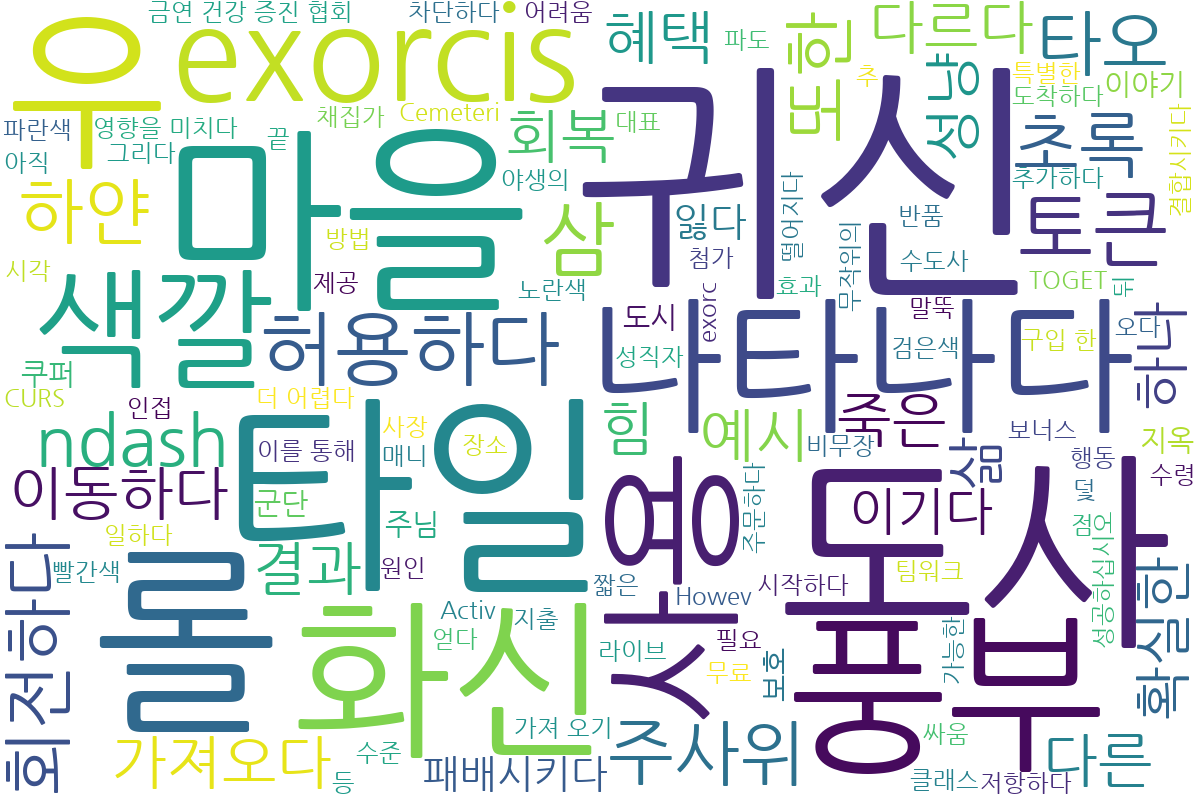 금연 건강 증진 협회
차단하다
어려움
우
exorcis
혜택
파도
또한
다르다
타오
성냥
특별한
이야기
추
도착하다
파란색
영향을 미치다
끝
채집가
Cemeteri
회복
대표
귀신
초록
아직
그리다
야생의
추가하다
결합시키다
하얀
마을
방법
삼
잃다
떨어지다
반품
토큰
첨가
무작위의
수도사
시각
제공
노란색
효과
TOGET
뒤
색깔
허용하다
도시
exorc
말뚝
나타나다
검은색
구입 한
오다
하나
쿠퍼
성직자
CURS
인접
더 어렵다
타일
사장
힘
예시
죽은
ndash
이를 통해
매니
장소
비무장
보너스
지옥
삶
행동
수령
이동하다
군단
주님
사용
주문하다
이기다
덫
도사
점어
일하다
결과
원인
빨간색
짧은
시작하다
팀워크
성공하십시오
확실한
회전하다
롤
화신
Activ
지출
Howev
얻다
라이브
필요
무료
보호
풍부
가능한
가져오다
수준
가져 오기
주사위
싸움
다른
등
패배시키다
클래스
저항하다